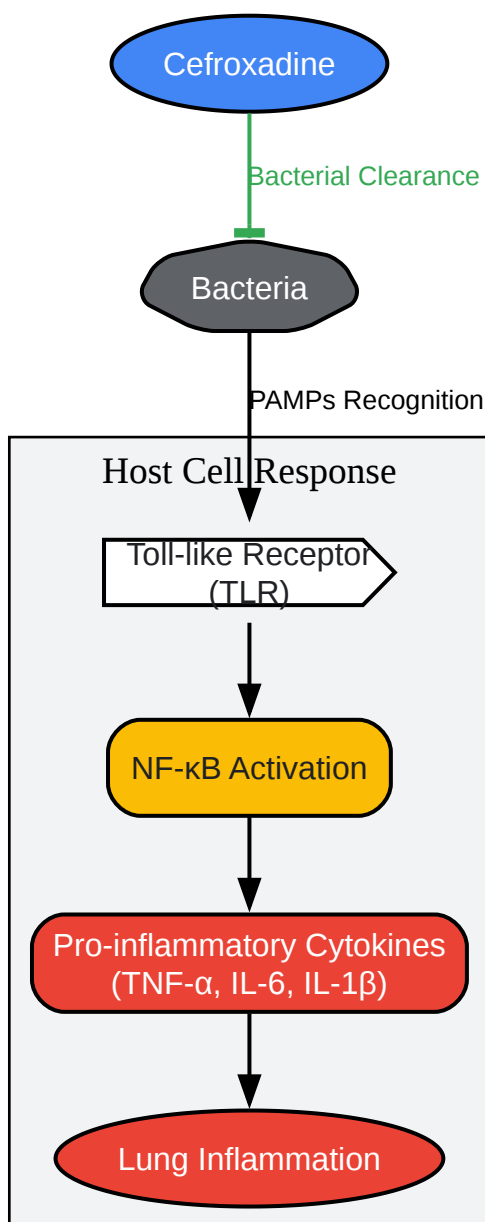 Cefroxadine
Bacterial Clearance
Bacteria
PAMPs Recognition
Host Cell Response
Toll-like Receptor
(TLR)
NF-κB Activation
Pro-inflammatory Cytokines
(TNF-α, IL-6, IL-1β)
Lung Inflammation